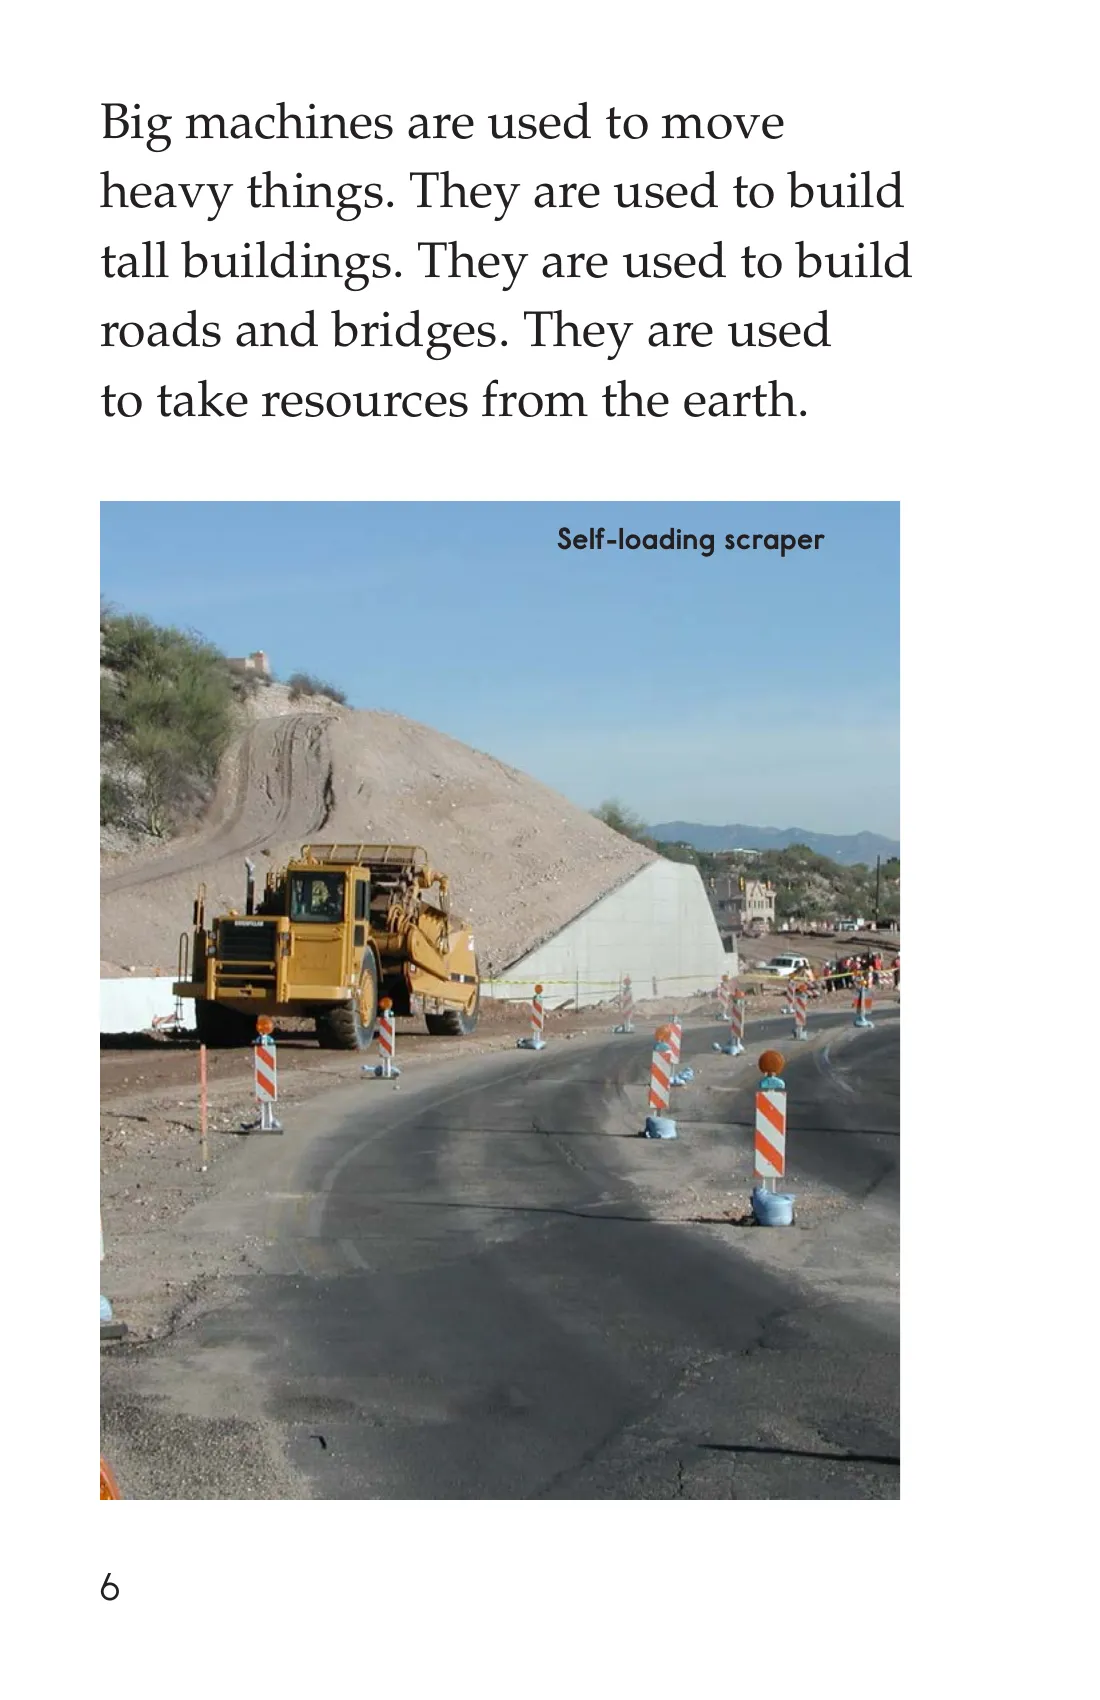 Big machines are used to move
heavy things. They are used to build
tall buildings. They are used to build
roads and bridges. They are used
to take resources from the earth.
Self-loading scraper
CATERPILLAR
6